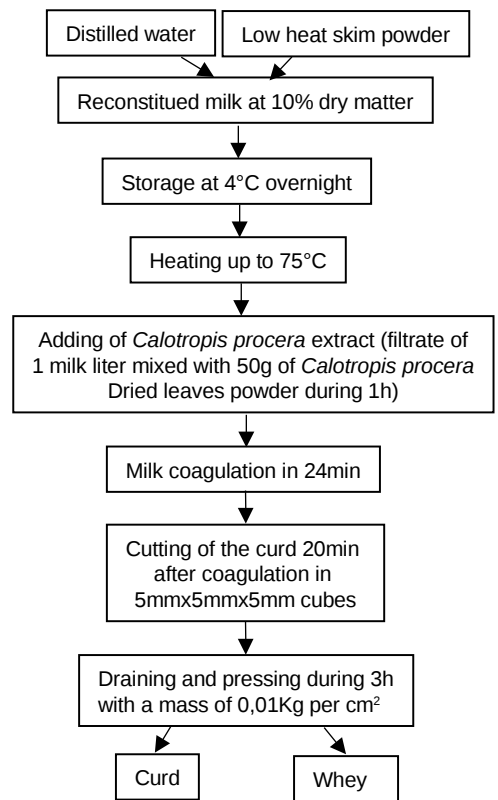 Distilled water
Low heat skim powder
Reconstitued milk at 10% dry matter
Storage at 4°C overnight
Heating up to 75°C
Adding of Calotropis procera extract (filtrate of
1 milk liter mixed with 50g of Calotropis procera
Dried leaves powder during 1h)
Milk coagulation in 24min
Cutting of the curd 20min
after coagulation in
5mmx5mmx5mm cubes
Draining and pressing during 3h
with a mass of 0,01Kg per cm²
Curd
Whey